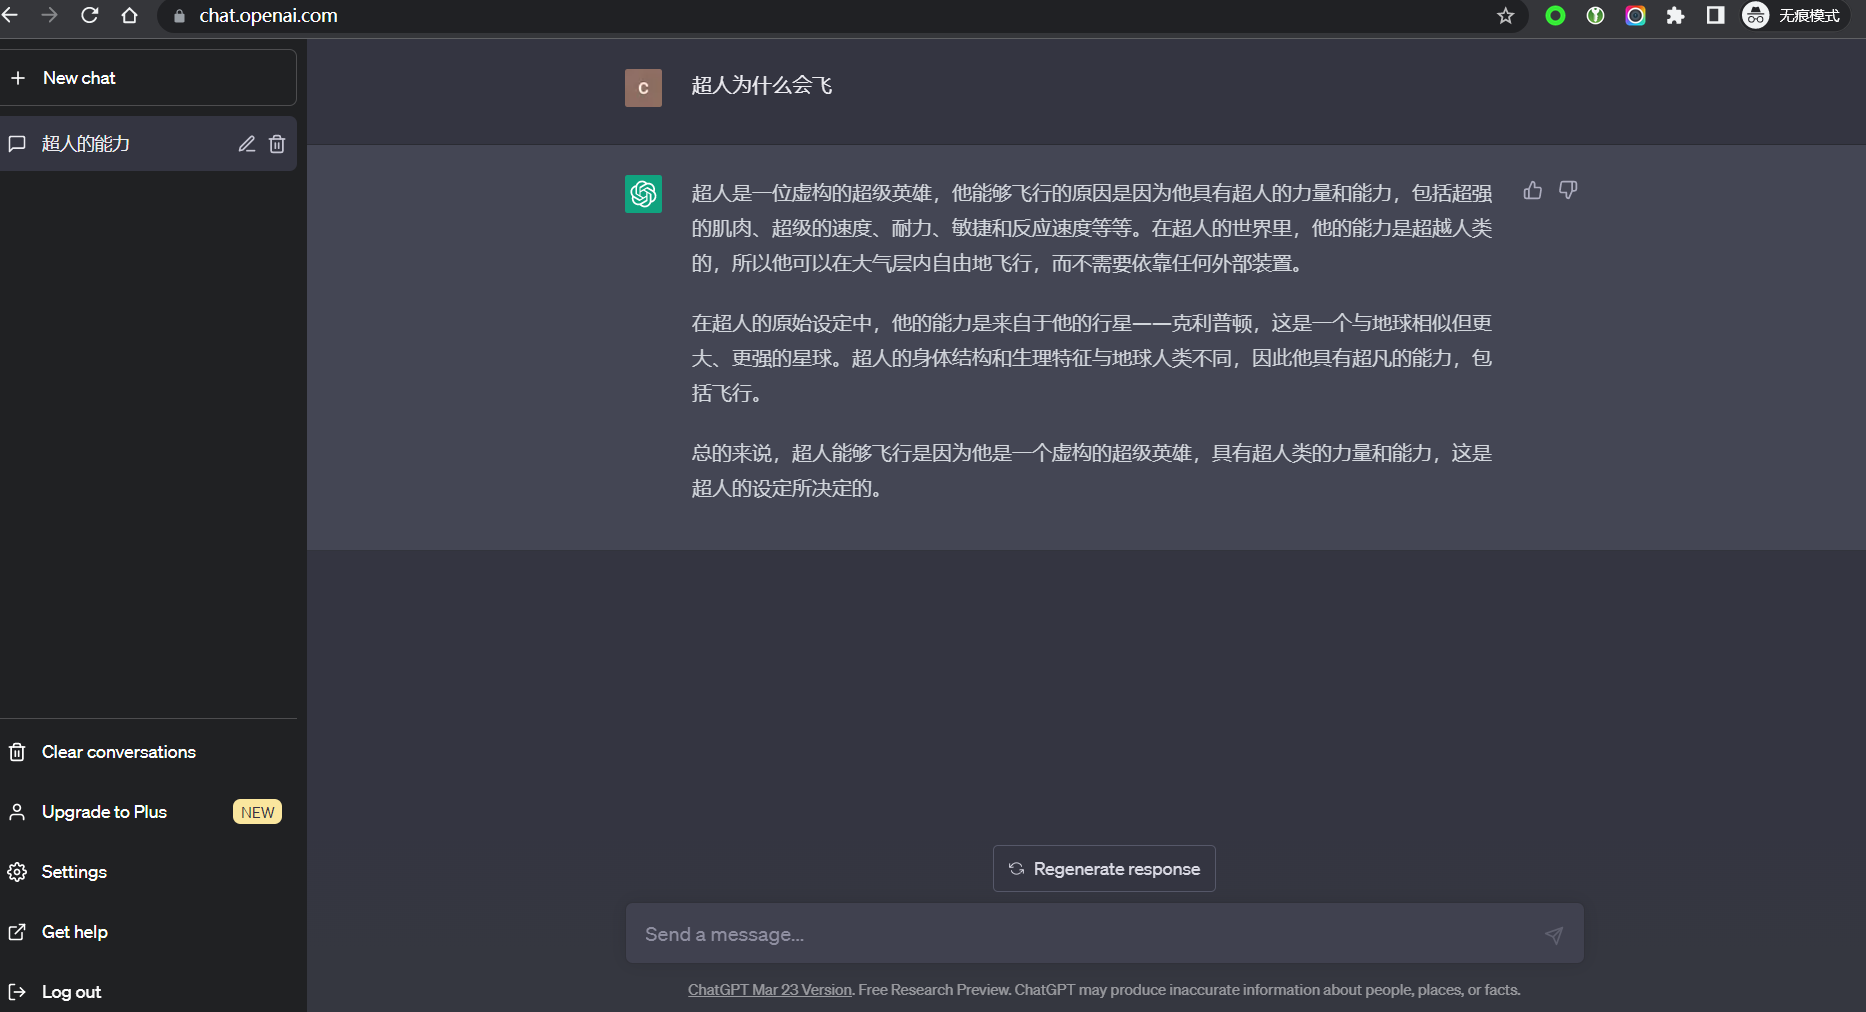 chat.openai.com
无痕模式
New chat
超人的能力
Clear conversations
Upgrade to Plus
NEW
Settings
Get help
Log out
C
超人为什么会飞
超人是一位虚构的超级英雄，他能够飞行的原因是因为他具有超人的力量和能力，包括超强
的肌肉、超级的速度、耐力、敏捷和反应速度等等。在超人的世界里，他的能力是超越人类
的，所以他可以在大气层内自由地飞行，而不需要依靠任何外部装置。
在超人的原始设定中，他的能力是来自于他的行星——克利普顿，这是一个与地球相似但更
大、更强的星球。超人的身体结构和生理特征与地球人类不同，因此他具有超凡的能力，包
括飞行。
总的来说，超人能够飞行是因为他是一个虚构的超级英雄，具有超人类的力量和能力，这是
超人的设定所决定的。
Regenerate response
Send a message...
ChatGPT Mar 23 Version. Free Research Preview. ChatGPT may produce inaccurate information about people, places, or facts.